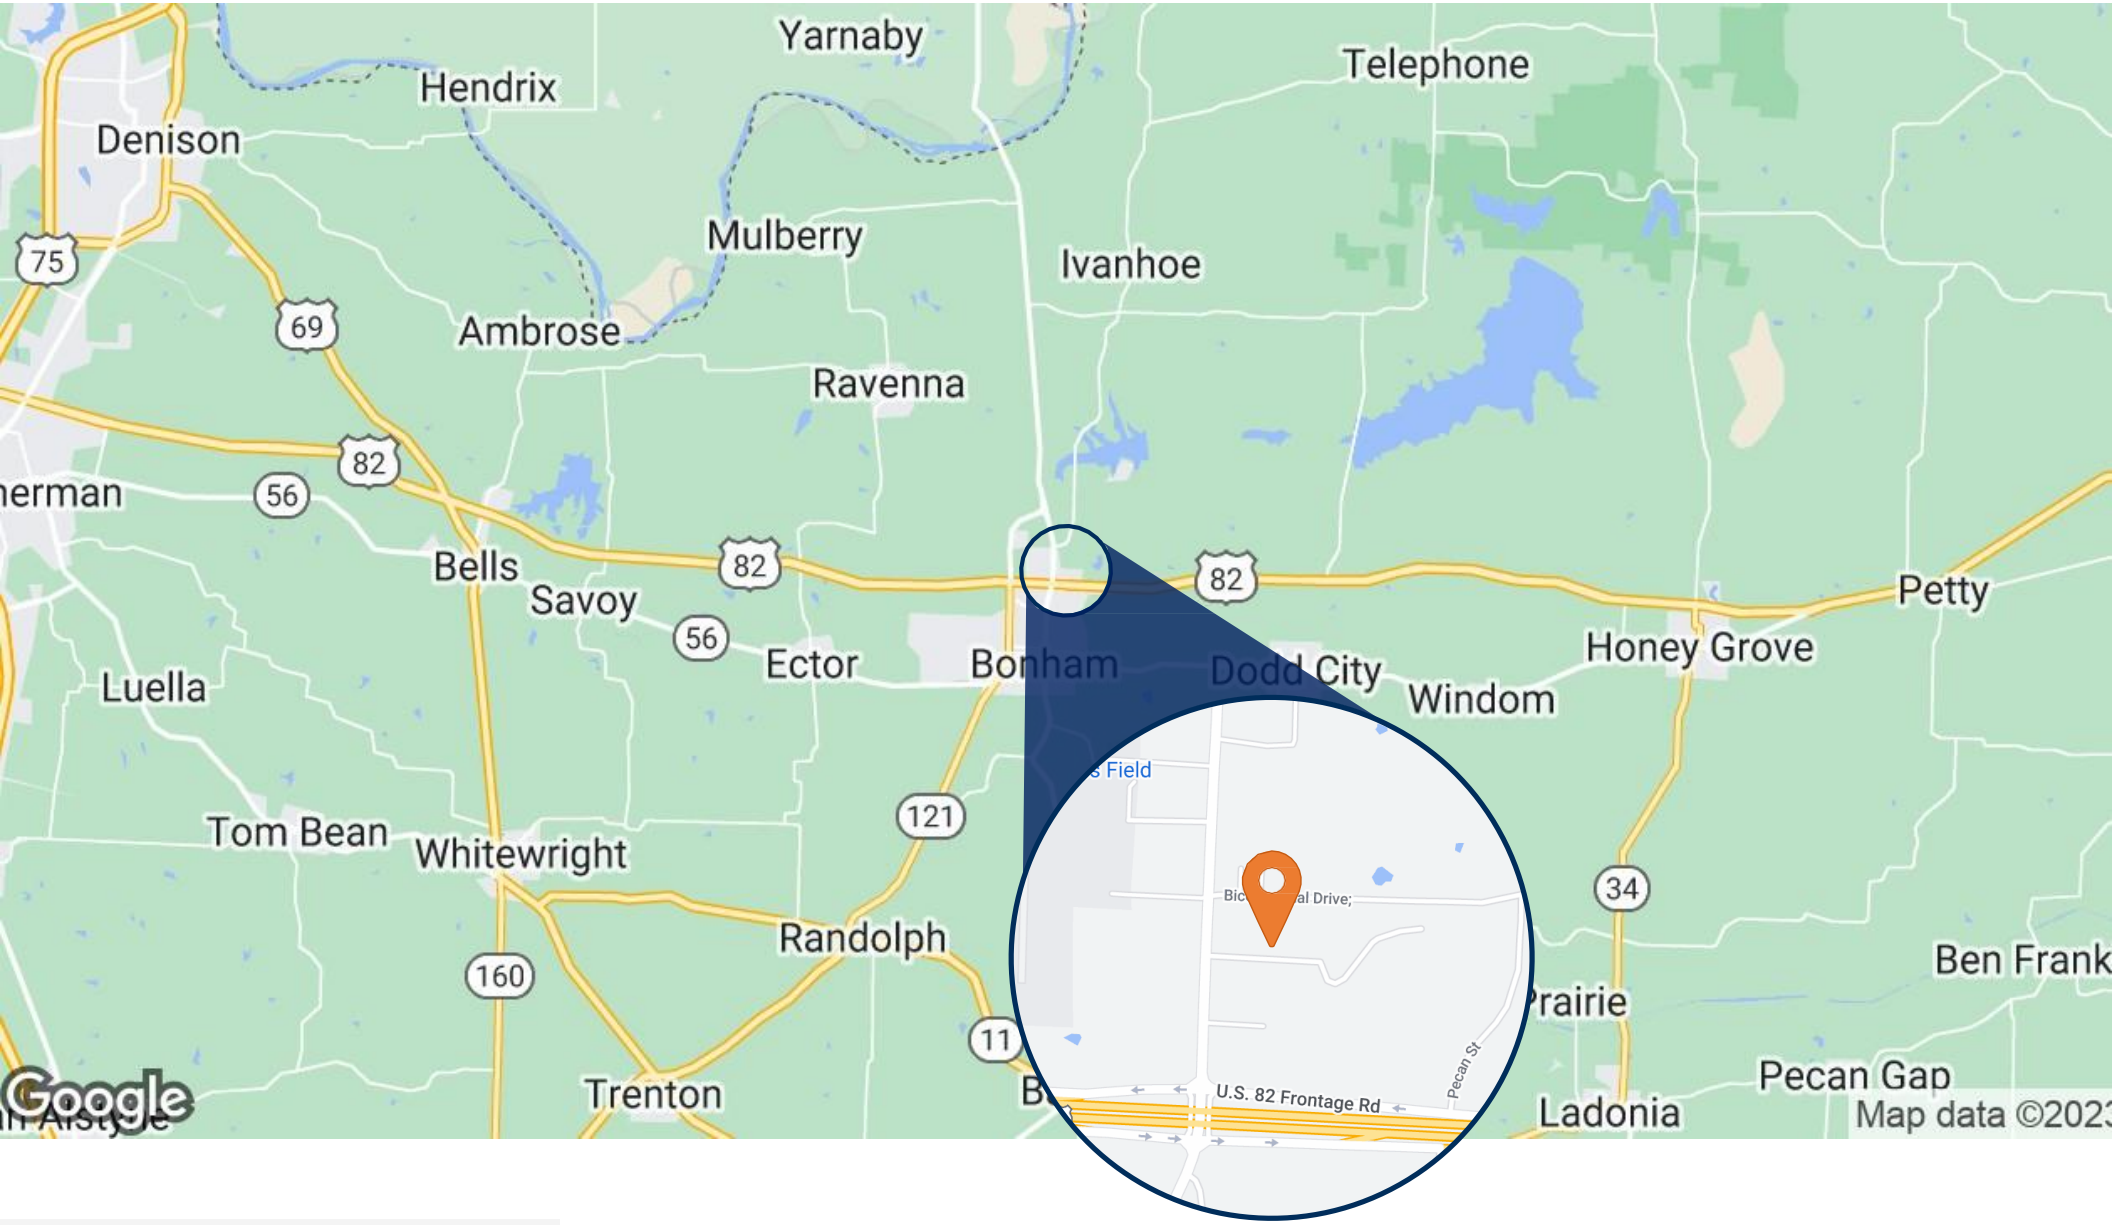 Yarnaby
Telephone
Hendrix
Denison
Mulberry
75
Ivanhoe
69
Ambrose
Ravenna
82
56
herman
Bells
82
82
Petty
Savoy
56
Ector
Bonham
Dodd City
Honey Grove
Luella
Windom
s Field
121
Tom Bean
Whitewright
34
Bic al Drive;
Randolph
160
Ben Frank
Prairie
11
Pecan St
Pecan Gap
Google
Trenton
U.S. 82 Frontage Rd
Ladonia
Map data ©2023